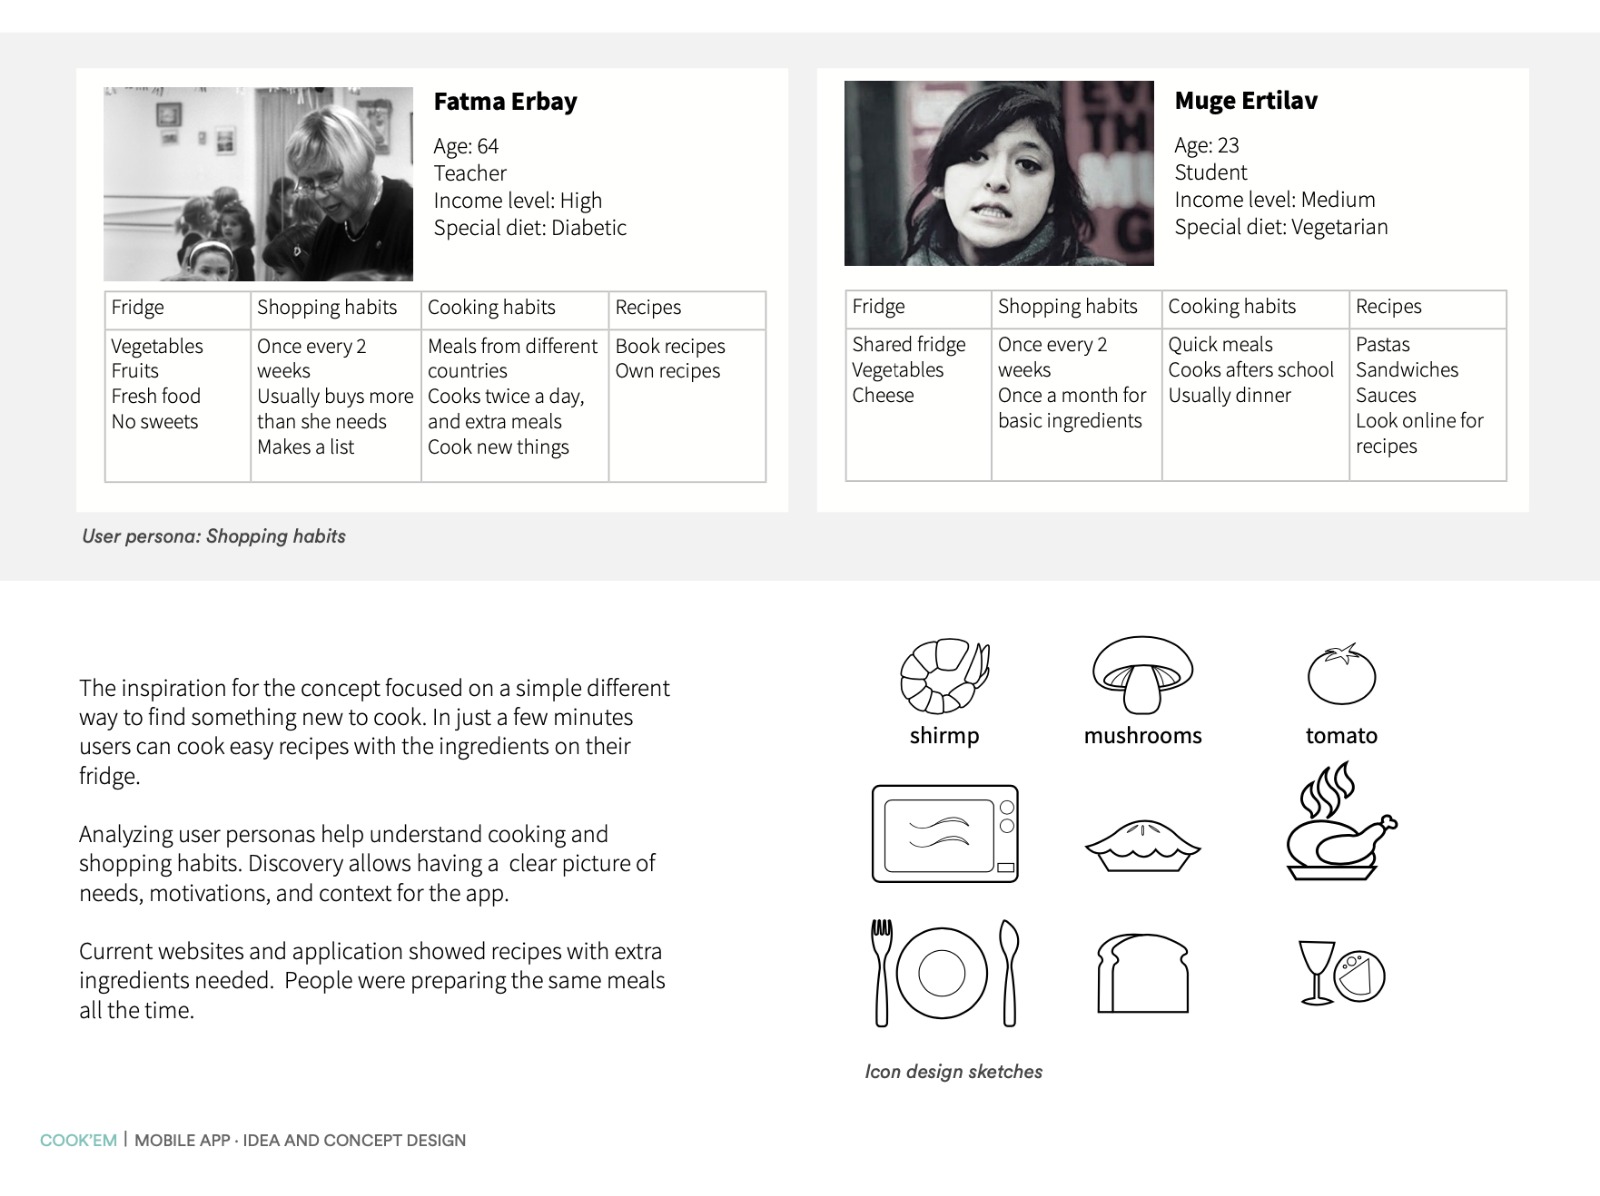 Fatma Erbay
Age: 64
Teacher
Income level: High
Special diet: Diabetic
Fridge
Shopping habits
Cooking habits
Recipes
Vegetables
Fruits
Fresh food
No sweets
Once every 2
weeks
Usually buys more
than she needs
Makes a list
Meals from different
countries
Cooks twice a day,
and extra meals
Cook new things
Book recipes
Own recipes
Muge Ertilav
Age: 23
Student
Income level: Medium
Special diet: Vegetarian
Fridge
Shopping habits
Cooking habits
Recipes
Shared fridge
Vegetables
Cheese
Once every 2
weeks
Once a month for
basic ingredients
Quick meals
Cooks afters school
Usually dinner
Pastas
Sandwiches
Sauces
Look online for
recipes
User persona: Shopping habits
The inspiration for the concept focused on a simple different
way to find something new to cook. In just a few minutes
users can cook easy recipes with the ingredients on their
fridge.
Analyzing user personas help understand cooking and
shopping habits. Discovery allows having a  clear picture of
needs, motivations, and context for the app.
Current websites and application showed recipes with extra
ingredients needed.  People were preparing the same meals
all the time.
shirmp
mushrooms
tomato
Icon design sketches
COOK'EM | MOBILE APP · IDEA AND CONCEPT DESIGN